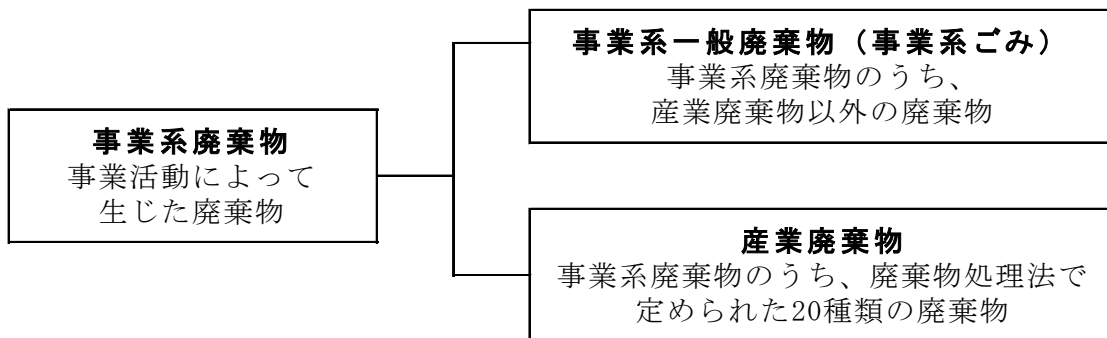 事業系廃棄物
事業活動によって
生じた廃棄物
事業系一般廃棄物（事業系ごみ）
事業系廃棄物のうち、
産業廃棄物以外の廃棄物
産業廃棄物
事業系廃棄物のうち、廃棄物処理法で
定められた20種類の廃棄物